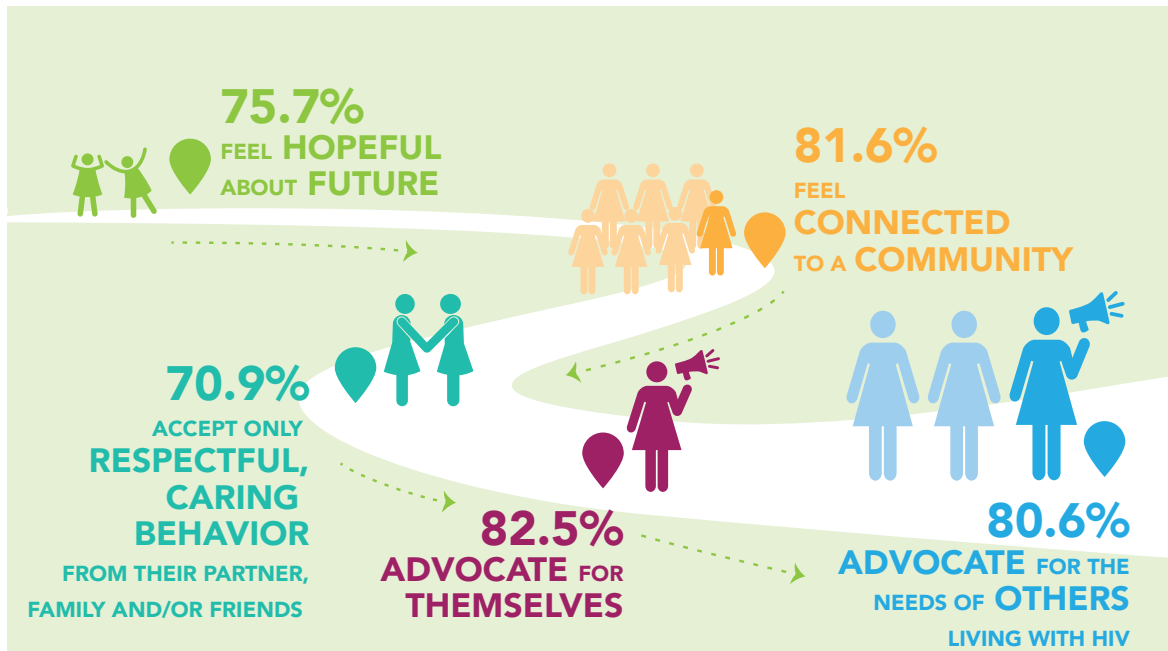 75.7%
FEEL HOPEFUL
ABOUT FUTURE
81.6%
FEEL
CONNECTED
TO A COMMUNITY
70.9%
ACCEPT ONLY
RESPECTFUL,
CARING
BEHAVIOR
FROM THEIR PARTNER,
FAMILY AND/OR FRIENDS
82.5%
ADVOCATE FOR
THEMSELVES
80.6%
ADVOCATE FOR THE
NEEDS OF OTHERS
LIVING WITH HIV